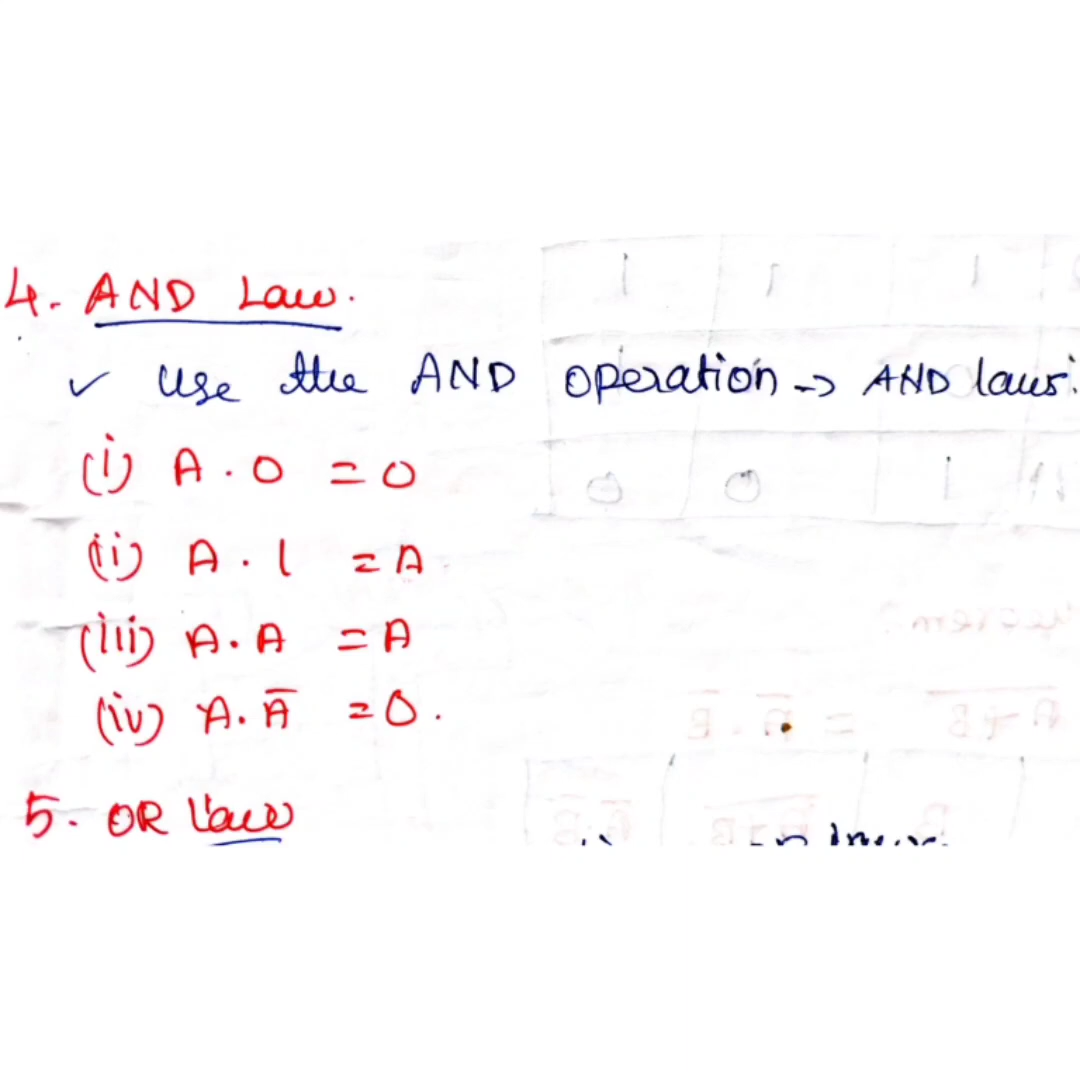 4. AND Law.
✓ Use the AND operation -> AND laws.
(i) A . 0 = 0
(ii) A . 1 = A
(iii) A . A = A
(iv) A . Ā = 0.
5. OR Law